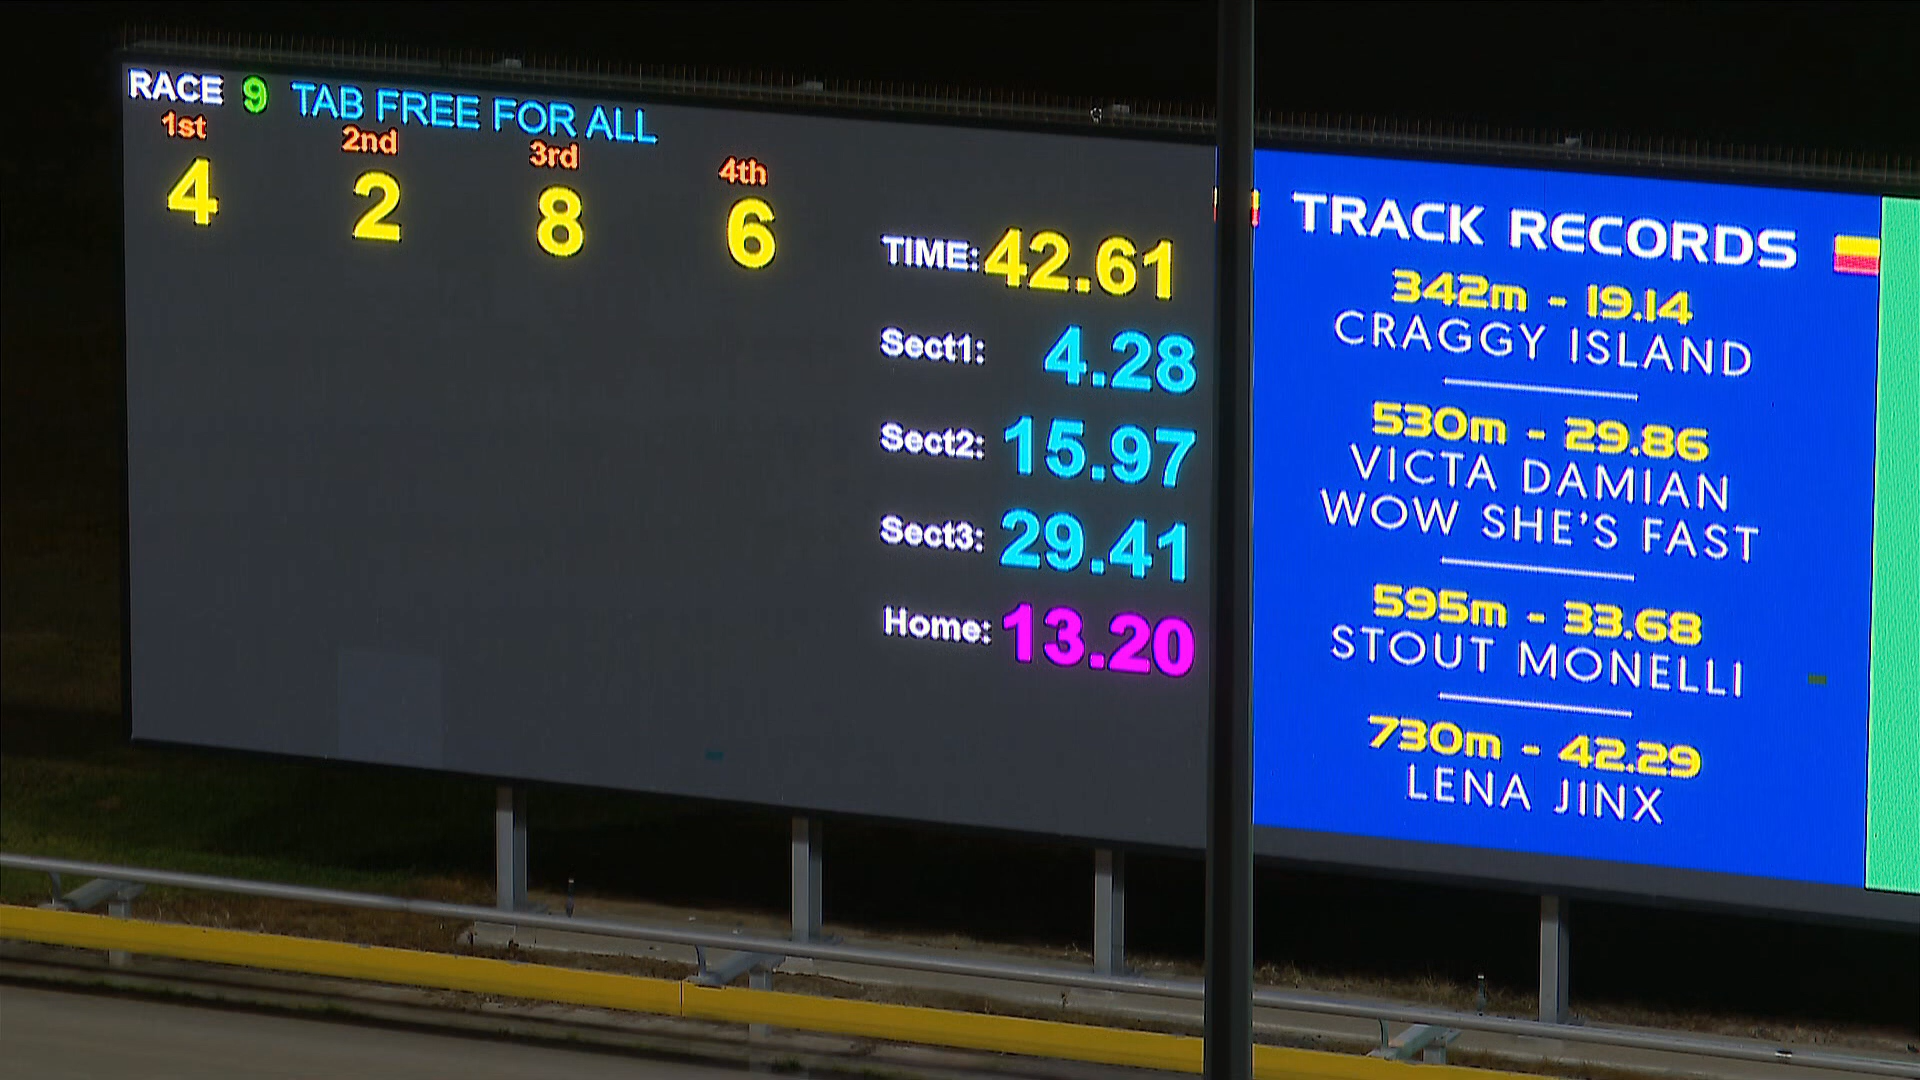 RACE 9 TAB FREE FOR ALL
1st 2nd 3rd 4th
4 2 8 6
TIME: 42.61
Sect1: 4.28
Sect2: 15.97
Sect3: 29.41
Home: 13.20
TRACK RECORDS
342m - 19.14
CRAGGY ISLAND
530m - 29.86
VICTA DAMIAN
WOW SHE'S FAST
595m - 33.68
STOUT MONELLI
730m - 42.29
LENA JINX